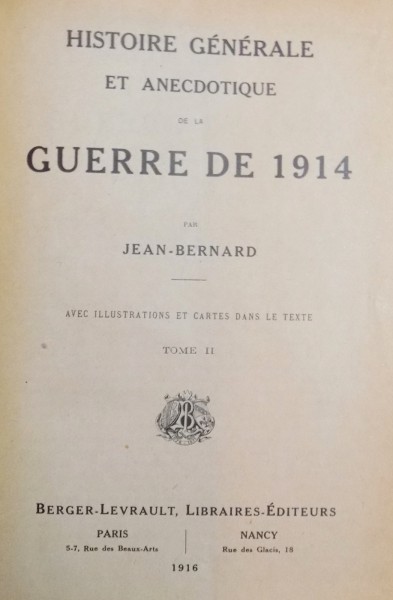 HISTOIRE GÉNÉRALE
ET ANECDOTIQUE
DE LA
GUERRE DE 1914
PAR
JEAN-BERNARD
AVEC ILLUSTRATIONS ET CARTES DANS LE TEXTE
TOME II
BERGER-LEVRAULT, LIBRAIRES-ÉDITEURS
PARIS
5-7, Rue des Beaux-Arts
NANCY
Rue des Glacis, 18
1916